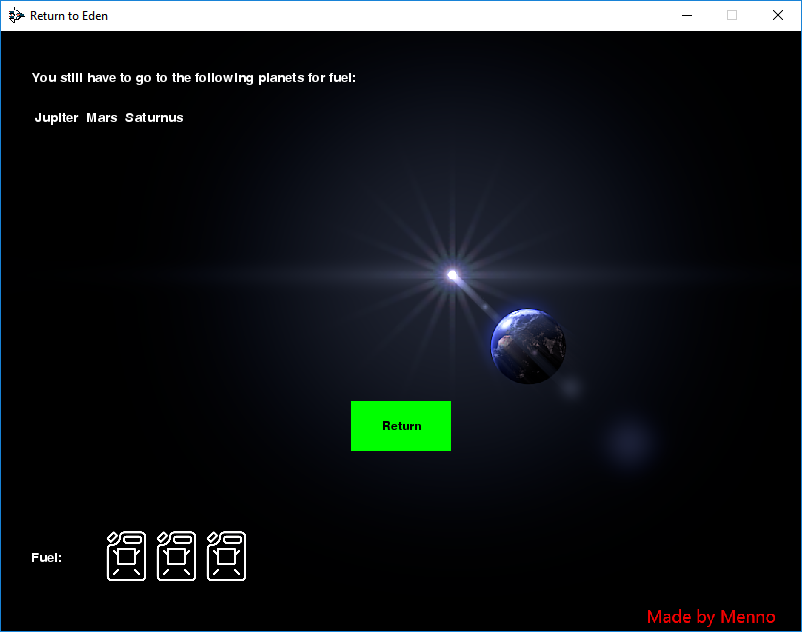 Return to Eden
You still have to go to the following planets for fuel:
Jupiter Mars Saturnus
Return
Fuel:
Made by Menno